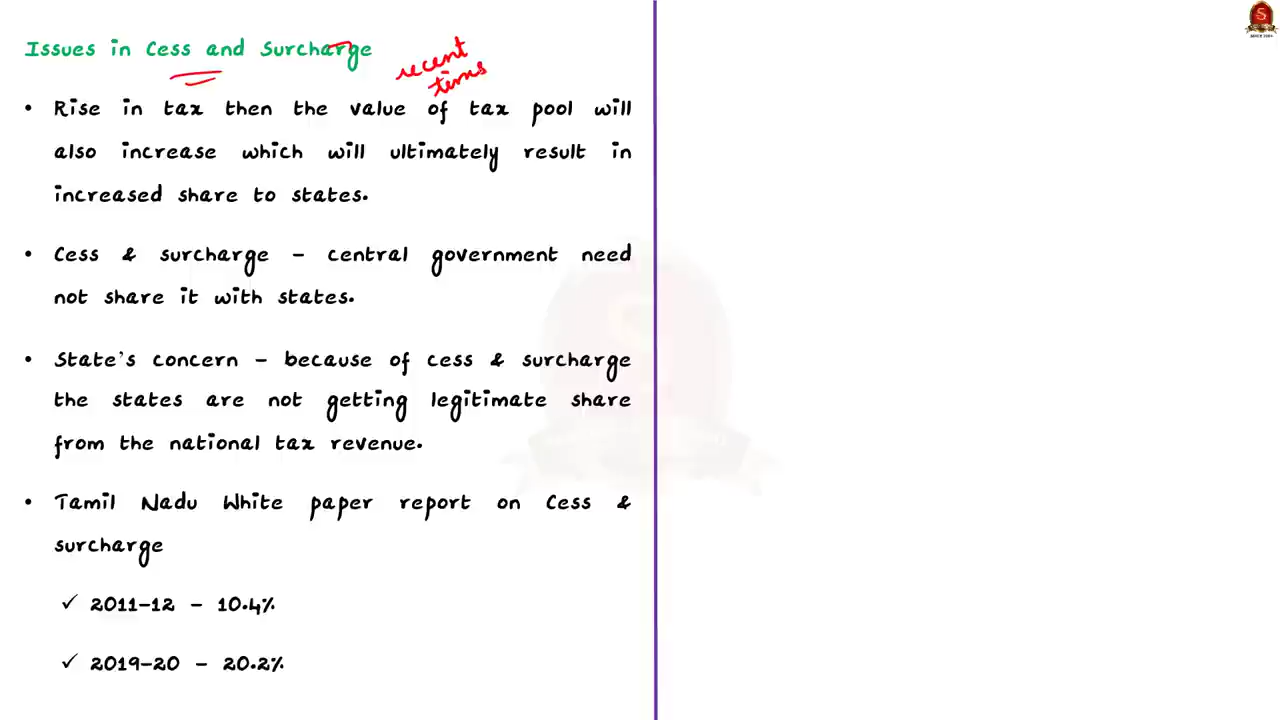 Issues in Cess and Surcharge
recent
times
• Rise in tax then the value of tax pool will
also increase which will ultimately result in
increased share to states.
• Cess & surcharge – central government need
not share it with states.
• State's concern – because of cess & surcharge
the states are not getting legitimate share
from the national tax revenue.
• Tamil Nadu White paper report on Cess &
surcharge
✓ 2011-12 – 10.4%
✓ 2019-20 – 20.2%